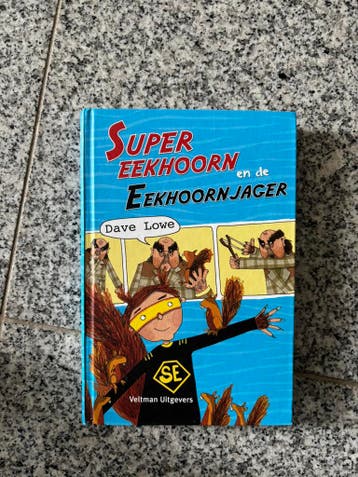 SUPER
EEKHOORN
en de
EEKHOORNJAGER
Dave Lowe
SE
Veltman Uitgevers